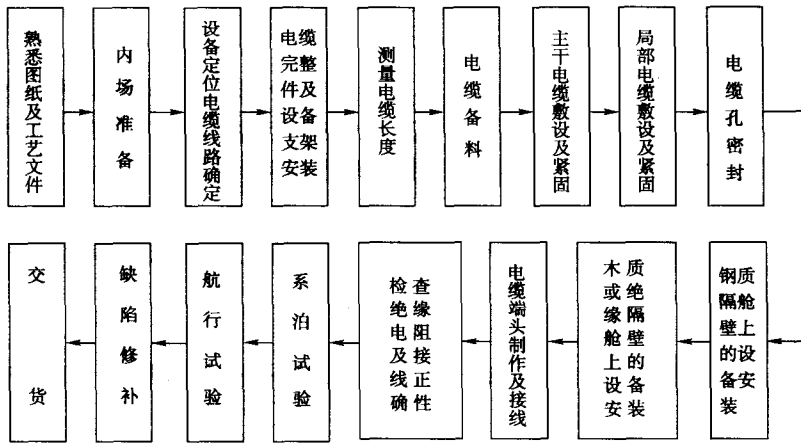 熟悉图纸及工艺文件
内场准备
设备定位电缆线路确定
电缆完整件及设备支架安装
测量电缆长度
电缆备料
主干电缆敷设及紧固
局部电缆敷设及紧固
电缆孔密封
钢质隔舱壁上的设备安装
木质或绝缘隔舱壁上的设备安装
电缆端头制作及接线
检查绝缘电阻及接线正确性
系泊试验
航行试验
缺陷修补
交货